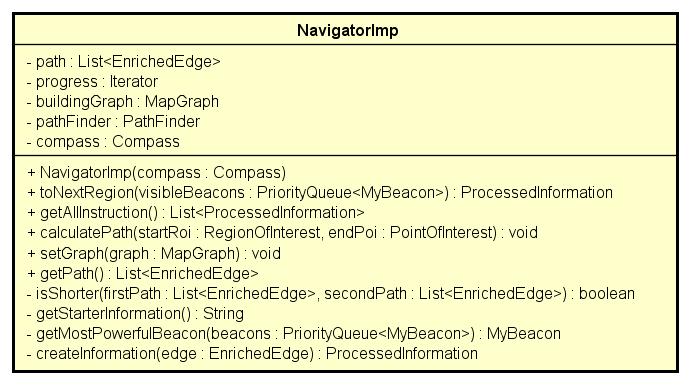 NavigatorImp
- path : List<EnrichedEdge>
- progress : Iterator
- buildingGraph : MapGraph
- pathFinder : PathFinder
- compass : Compass
+ NavigatorImp(compass : Compass)
+ toNextRegion(visibleBeacons : PriorityQueue<MyBeacon>) : ProcessedInformation
+ getAllInstruction() : List<ProcessedInformation>
+ calculatePath(startRoi : RegionOfInterest, endPoi : PointOfInterest) : void
+ setGraph(graph : MapGraph) : void
+ getPath() : List<EnrichedEdge>
- isShorter(firstPath : List<EnrichedEdge>, secondPath : List<EnrichedEdge>) : boolean
- getStarterInformation() : String
- getMostPowerfulBeacon(beacons : PriorityQueue<MyBeacon>) : MyBeacon
- createInformation(edge : EnrichedEdge) : ProcessedInformation